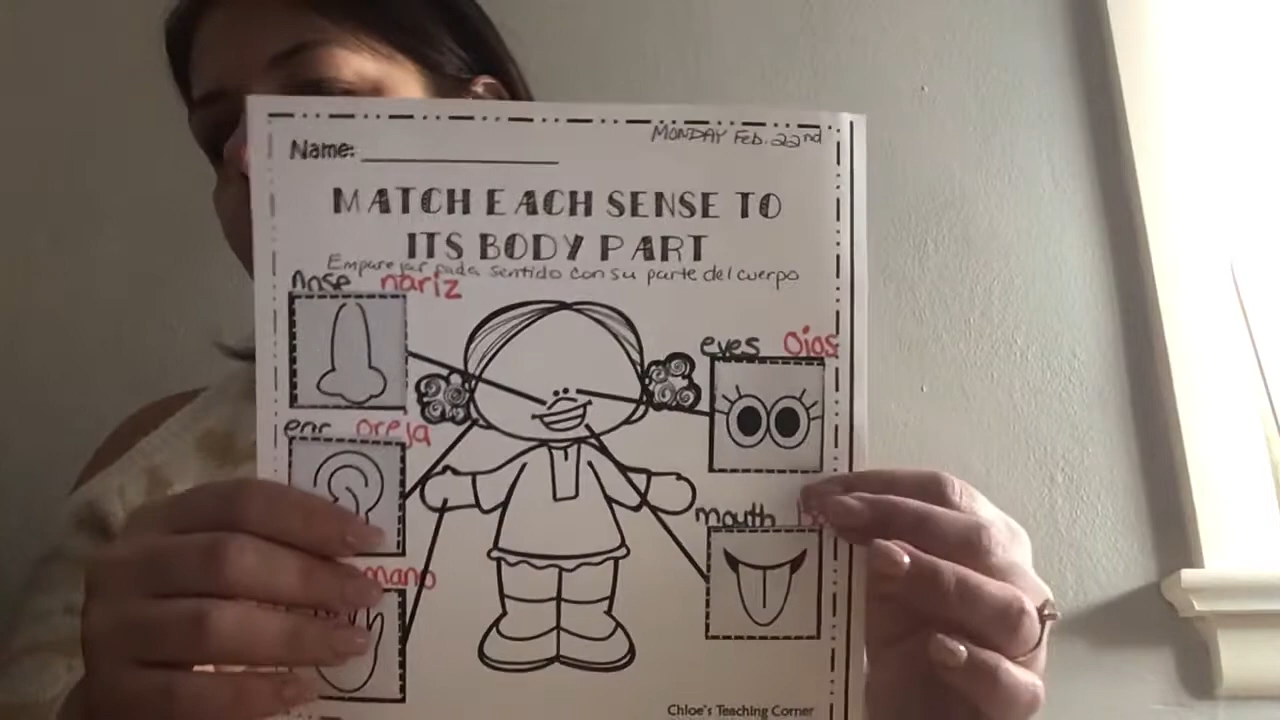 MONDAY Feb. 22nd
Name:
MATCH EACH SENSE TO
ITS BODY PART
Emparejar cada sentido con su parte del cuerpo
nose nariz
eyes Ojos
ear oreja
mouth
mano
Chloe's Teaching Corner